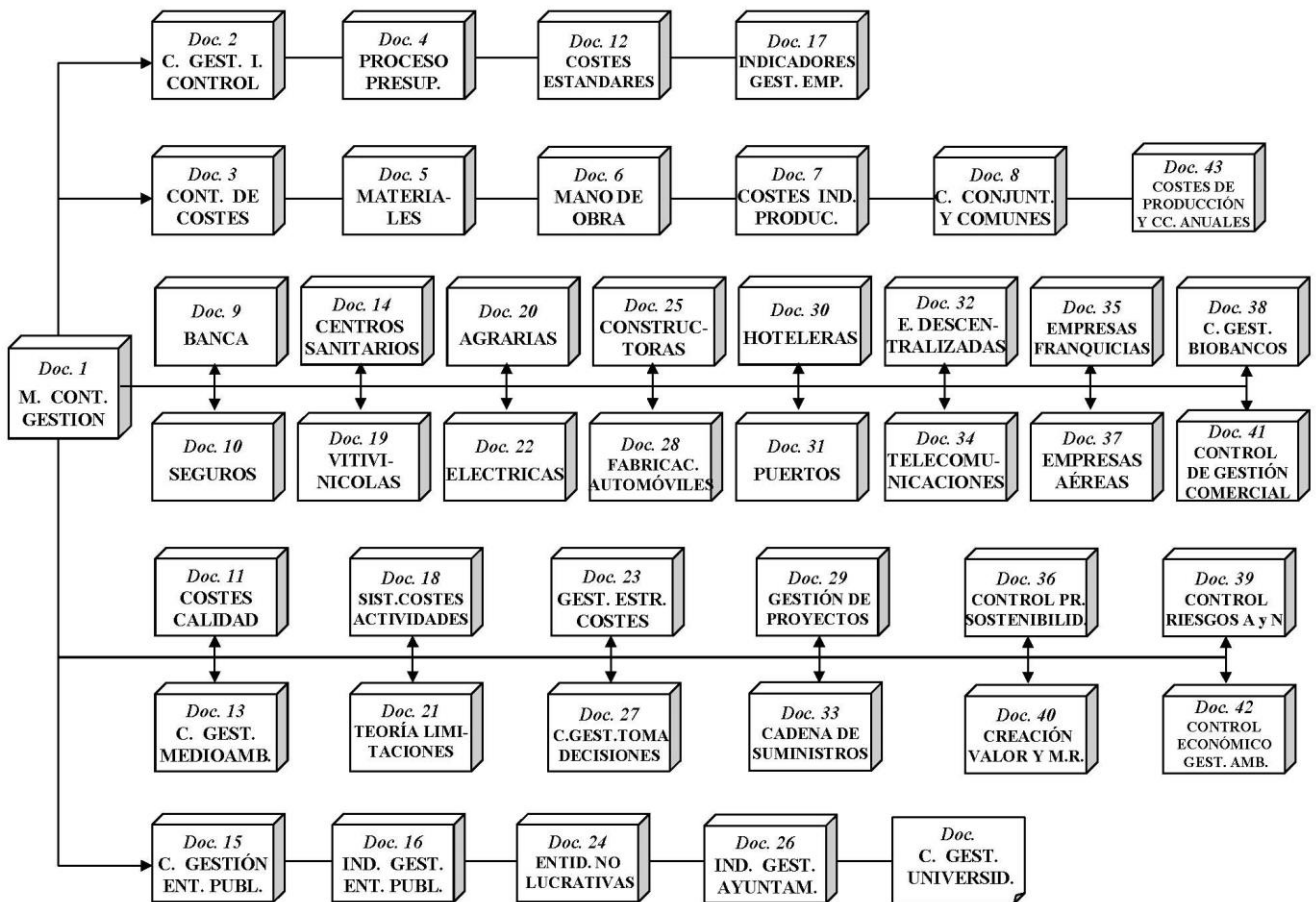 Doc. 2
C. GEST. I.
CONTROL
Doc. 4
PROCESO
PRESUP.
Doc. 12
COSTES
ESTANDARES
Doc. 17
INDICADORES
GEST. EMP.
Doc. 3
CONT. DE
COSTES
Doc. 5
MATERIA-
LES
Doc. 6
MANO DE
OBRA
Doc. 7
COSTES IND.
PRODUC.
Doc. 8
C. CONJUNT.
Y COMUNES
Doc. 43
COSTES DE
PRODUCCIÓN
Y CC. ANUALES
Doc. 1
M. CONT.
GESTION
Doc. 9
BANCA
Doc. 14
CENTROS
SANITARIOS
Doc. 20
AGRARIAS
Doc. 25
CONSTRUC-
TORAS
Doc. 30
HOTELERAS
Doc. 32
E. DESCEN-
TRALIZADAS
Doc. 35
EMPRESAS
FRANQUICIAS
Doc. 38
C. GEST.
BIOBANCOS
Doc. 10
SEGUROS
Doc. 19
VITIVI-
NICOLAS
Doc. 22
ELECTRICAS
Doc. 28
FABRICAC.
AUTOMÓVILES
Doc. 31
PUERTOS
Doc. 34
TELECOMU-
NICACIONES
Doc. 37
EMPRESAS
AÉREAS
Doc. 41
CONTROL
DE GESTIÓN
COMERCIAL
Doc. 11
COSTES
CALIDAD
Doc. 18
SIST.COSTES
ACTIVIDADES
Doc. 23
GEST. ESTR.
COSTES
Doc. 29
GESTIÓN DE
PROYECTOS
Doc. 36
CONTROL PR.
SOSTENIBILID.
Doc. 39
CONTROL
RIESGOS A y N
Doc. 13
C. GEST.
MEDIOAMB.
Doc. 21
TEORÍA LIMI-
TACIONES
Doc. 27
C.GEST.TOMA
DECISIONES
Doc. 33
CADENA DE
SUMINISTROS
Doc. 40
CREACIÓN
VALOR Y M.R.
Doc. 42
CONTROL
ECONÓMICO
GEST. AMB.
Doc. 15
C. GESTIÓN
ENT. PUBL.
Doc. 16
IND. GEST.
ENT. PUBL.
Doc. 24
ENTID. NO
LUCRATIVAS
Doc. 26
IND. GEST.
AYUNTAM.
Doc.
C. GEST.
UNIVERSID.